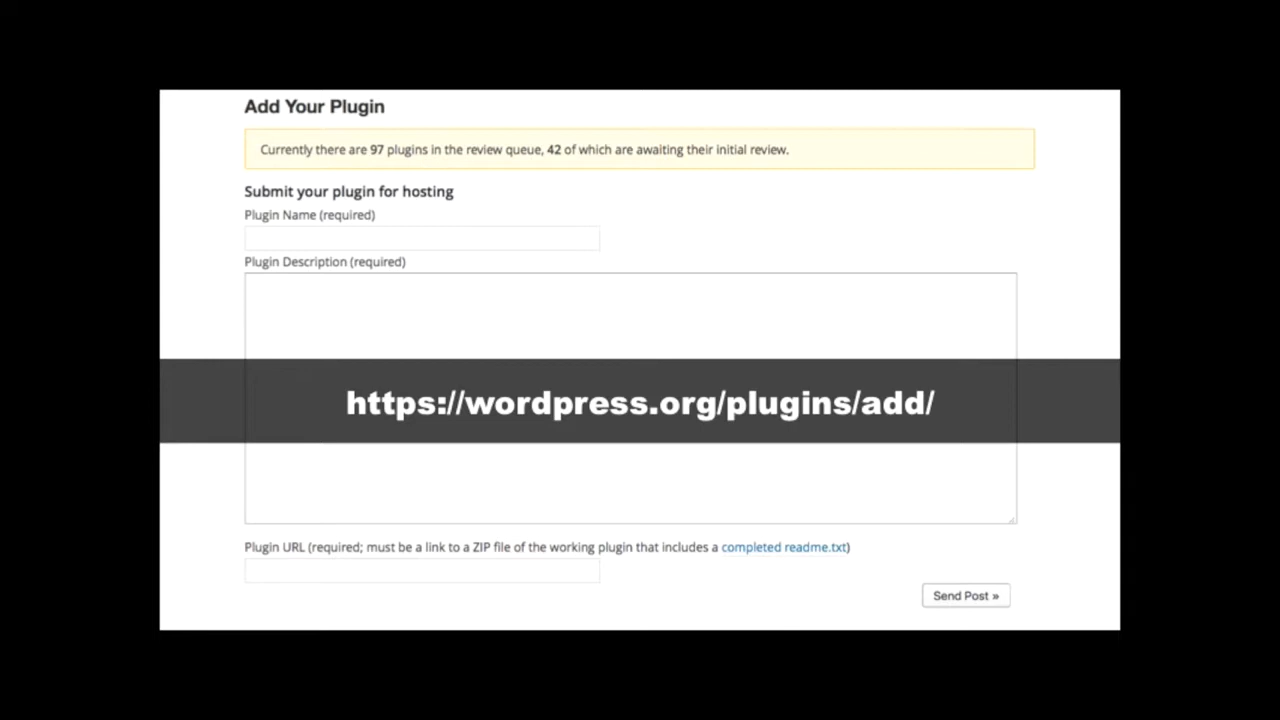 Add Your Plugin
Currently there are 97 plugins in the review queue, 42 of which are awaiting their initial review.
Submit your plugin for hosting
Plugin Name (required)
Plugin Description (required)
https://wordpress.org/plugins/add/
Plugin URL (required; must be a link to a ZIP file of the working plugin that includes a completed readme.txt)
Send Post »